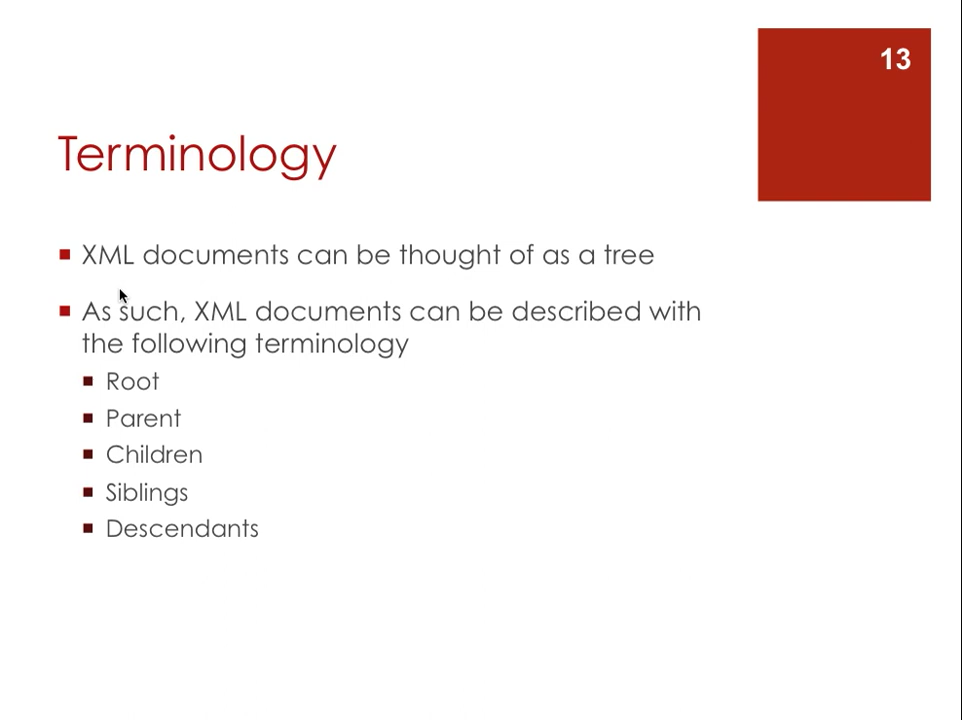 13
Terminology
XML documents can be thought of as a tree
As such, XML documents can be described with
the following terminology
Root
Parent
Children
Siblings
Descendants